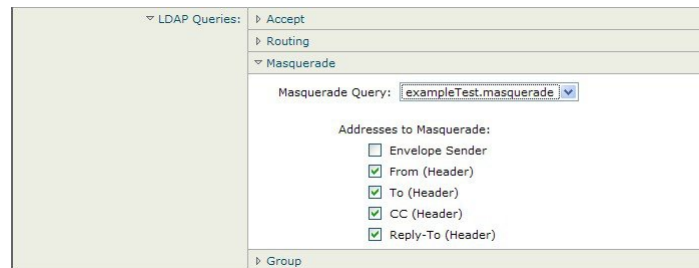 LDAP Queries:
Accept
Routing
Masquerade
Masquerade Query: exampleTest.masquerade
Addresses to Masquerade:
Envelope Sender
From (Header)
To (Header)
CC (Header)
Reply-To (Header)
Group